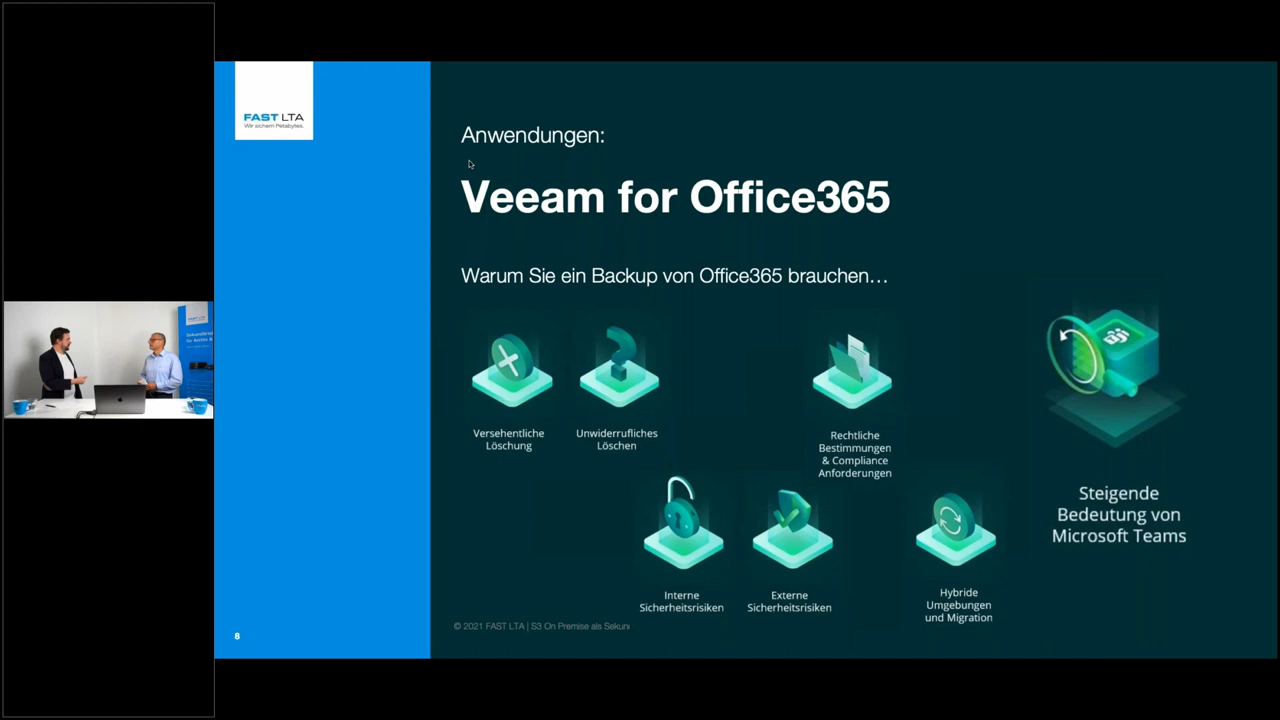 FAST LTA
Wir sichern Petabytes.
Anwendungen:
Veeam for Office365
Warum Sie ein Backup von Office365 brauchen…
Versehentliche
Löschung
Unwiderrufliches
Löschen
Rechtliche
Bestimmungen
& Compliance
Anforderungen
Steigende
Bedeutung von
Microsoft Teams
Interne
Sicherheitsrisiken
Externe
Sicherheitsrisiken
Hybride
Umgebungen
und Migration
© 2021 FAST LTA | S3 On Premise als Sekun
8
FAST LTA